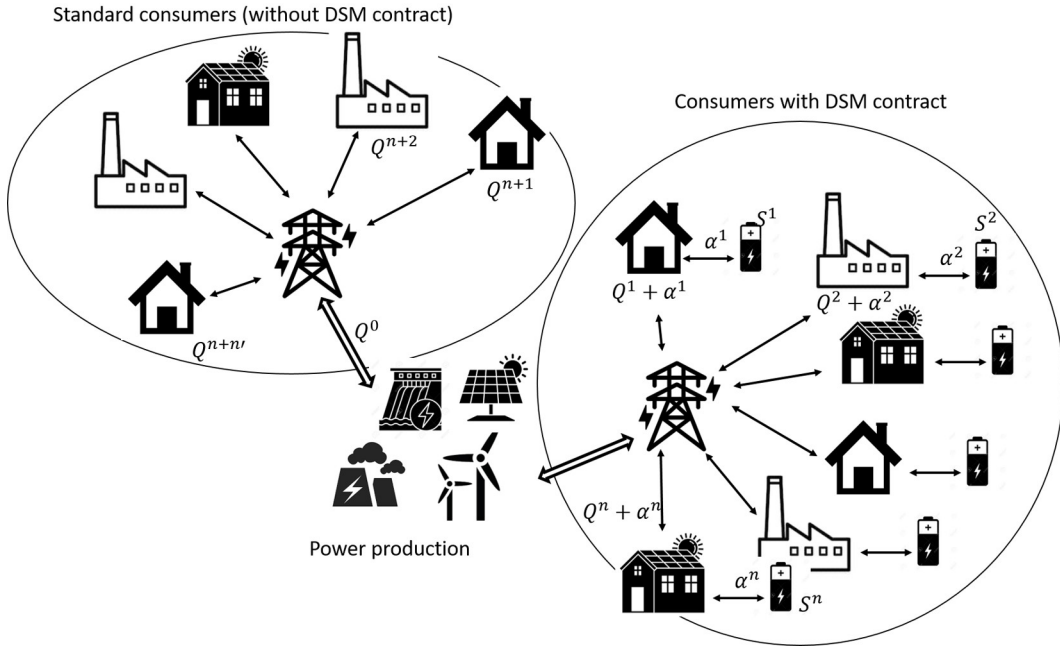 Standard consumers (without DSM contract)
Q^{n+2}
Q^{n+1}
Q^{n+n′}
Q^0
Power production
Consumers with DSM contract
S^1
α^1
Q^1 + α^1
S^2
α^2
Q^2 + α^2
Q^n + α^n
α^n
S^n